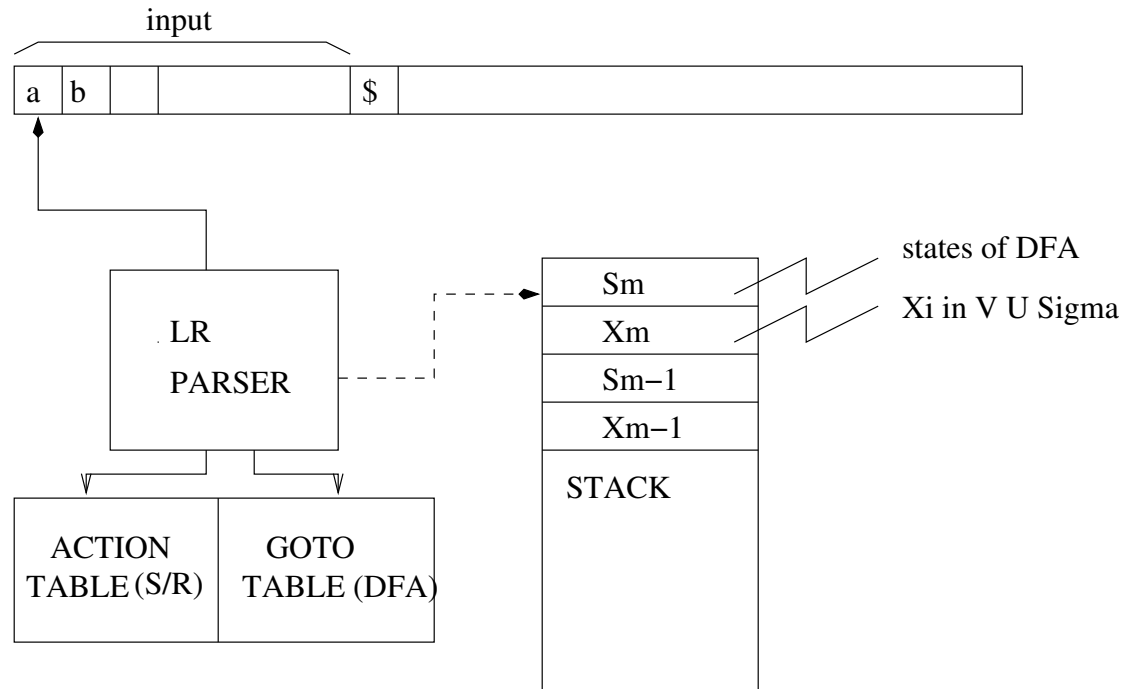 input
a b $
states of DFA
Sm
Xi in V U Sigma
Xm
LR
PARSER
Sm−1
Xm−1
STACK
ACTION
TABLE (S/R)
GOTO
TABLE (DFA)